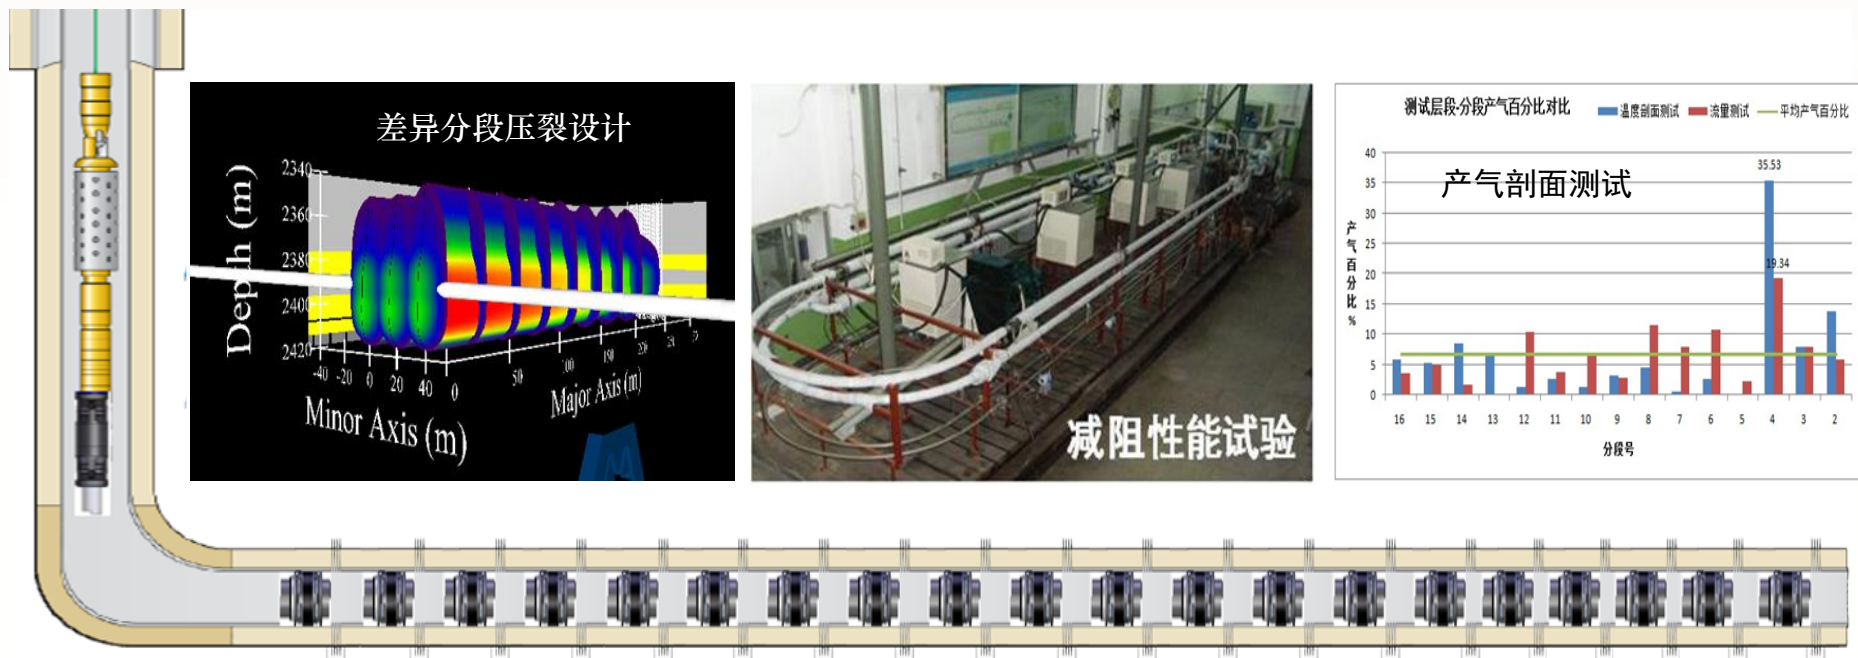 差异分段压裂设计
Depth (m)
2340
2360
2380
2400
2420
-40 -20 0 20 40
0 50 100 150 200
Minor Axis (m)
Major Axis (m)
减阻性能试验
测试层段-分段产气百分比对比
温度剖面测试 流量测试 平均产气百分比
产气剖面测试
产气百分比%
40
35
30
25
20
15
10
5
0
35.53
19.34
16 15 14 13 12 11 10 9 8 7 6 5 4 3 2
分段号